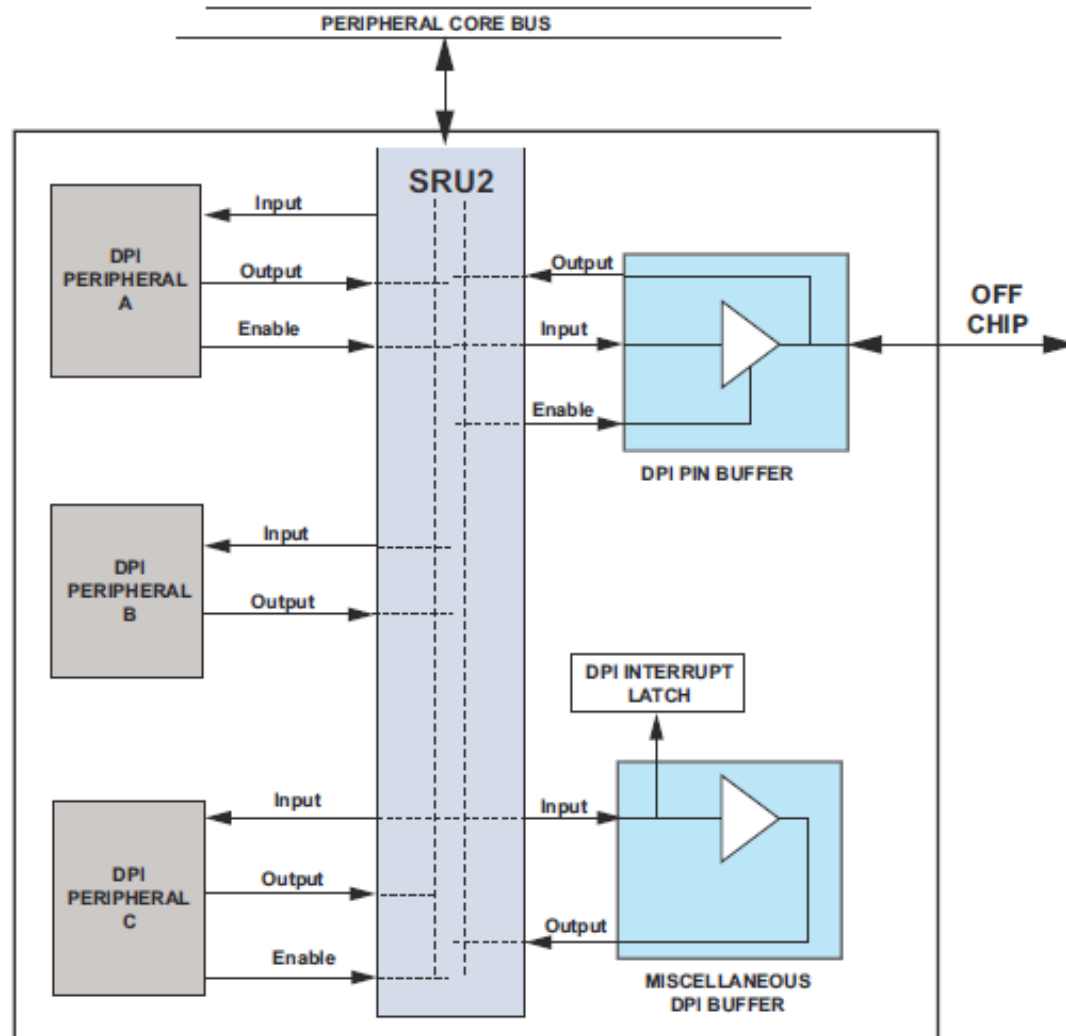 PERIPHERAL CORE BUS
SRU2
DPI
PERIPHERAL
A
Input
Output
Enable
Output
Input
Enable
DPI PIN BUFFER
OFF
CHIP
DPI
PERIPHERAL
B
Input
Output
DPI INTERRUPT
LATCH
DPI
PERIPHERAL
C
Input
Output
Enable
Input
Output
MISCELLANEOUS
DPI BUFFER